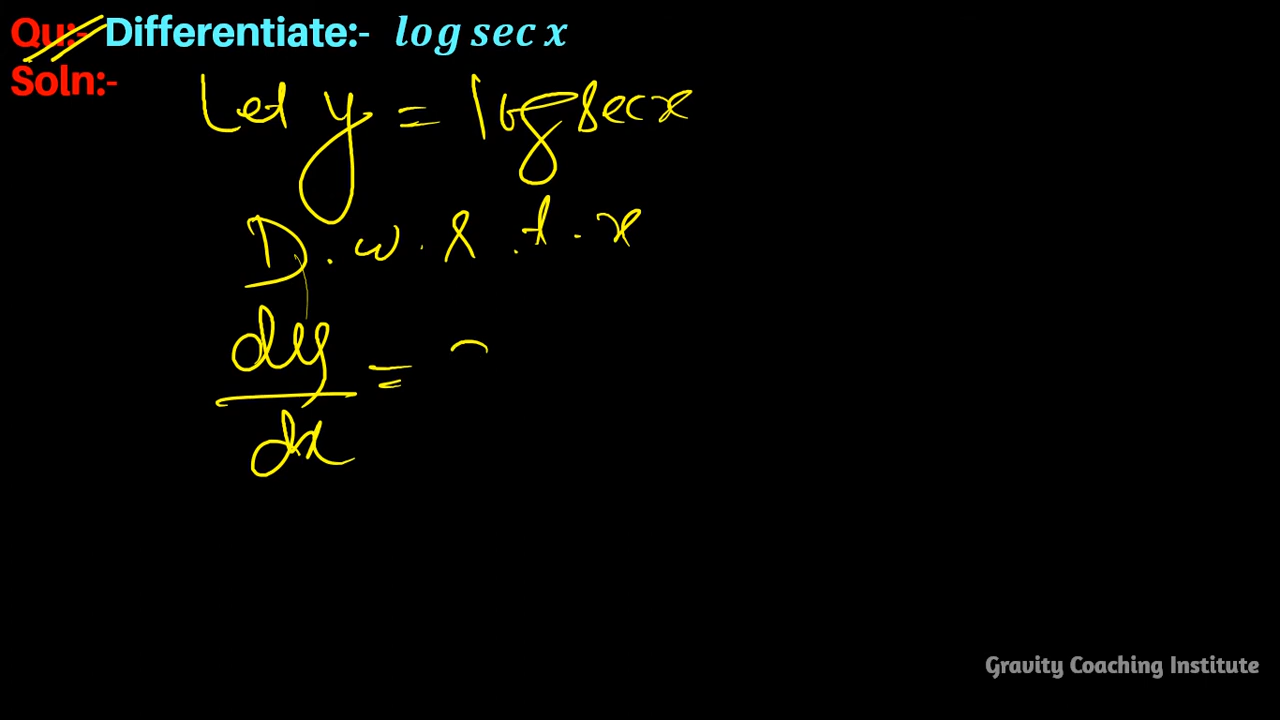 Qu:- Differentiate:- log sec x
Soln:-
Let y = log sec x
D. w. r. t. x
dy
=
dx
Gravity Coaching Institute